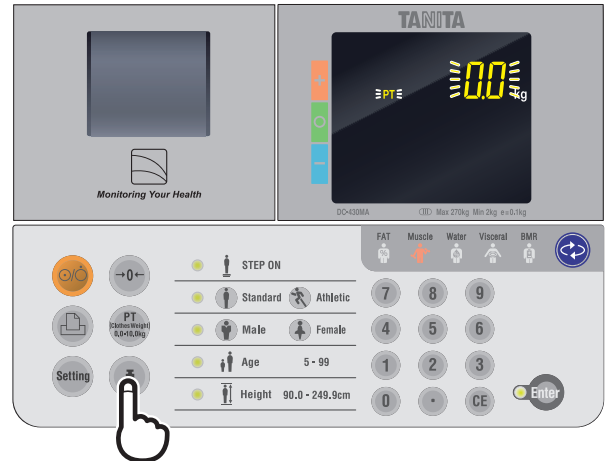 TANITA
PT
0.0
kg
Monitoring Your Health
DC-430MA
Max 270kg Min 2kg e=0.1kg
FAT Muscle Water Visceral BMR
→0←
STEP ON
Standard Athletic
7 8 9
PT
(Clothes Weight)
0,0-10,0kg
Male Female
4 5 6
Setting
Age 5 - 99
1 2 3
Height 90.0 - 249.9cm
0 · CE
Enter